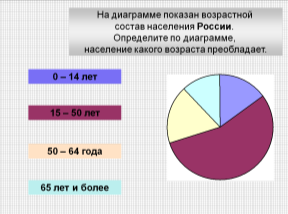 На диаграмме показан возрастной
состав населения России.
Определите по диаграмме,
население какого возраста преобладает.
0 – 14 лет
15 – 50 лет
50 – 64 года
65 лет и более